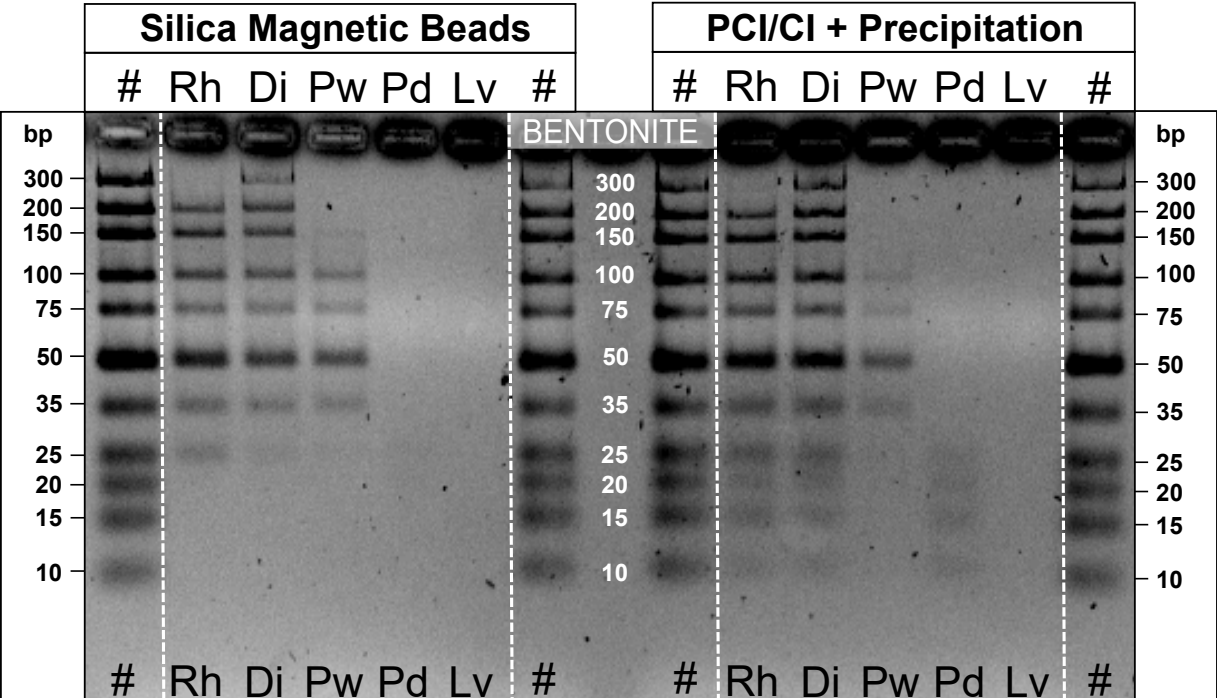 Silica Magnetic Beads
PCI/CI + Precipitation
# Rh Di Pw Pd Lv #
# Rh Di Pw Pd Lv #
bp
BENTONITE
bp
300 300 300
200 200 200
150 150 150
100 100 100
75 75 75
50 50 50
35 35 35
25 25 25
20 20 20
15 15 15
10 10 10
# Rh Di Pw Pd Lv #
# Rh Di Pw Pd Lv #